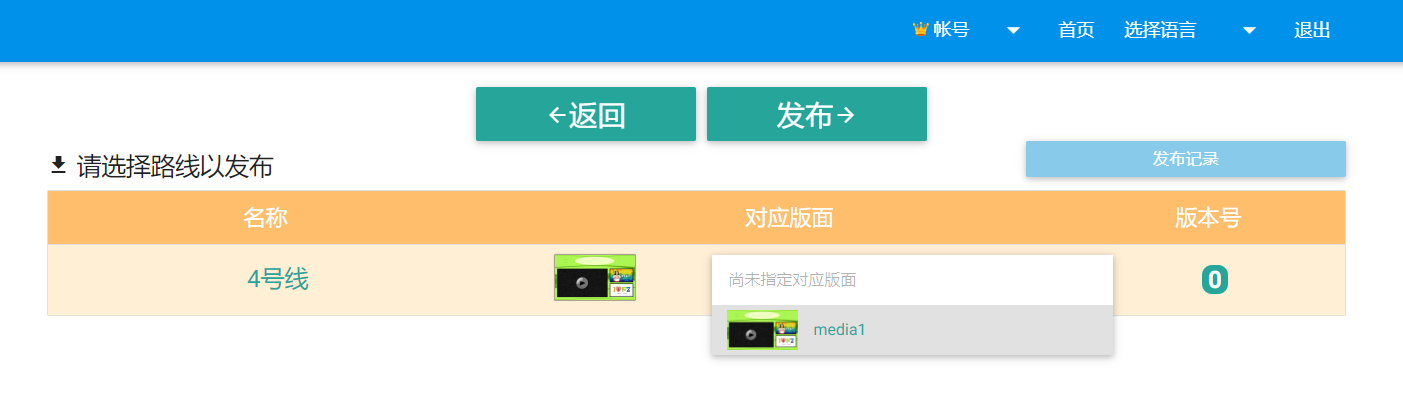 帐号 首页 选择语言 退出
←返回 发布→
请选择路线以发布 发布记录
名称 对应版面 版本号
4号线 尚未指定对应版面 0
media1